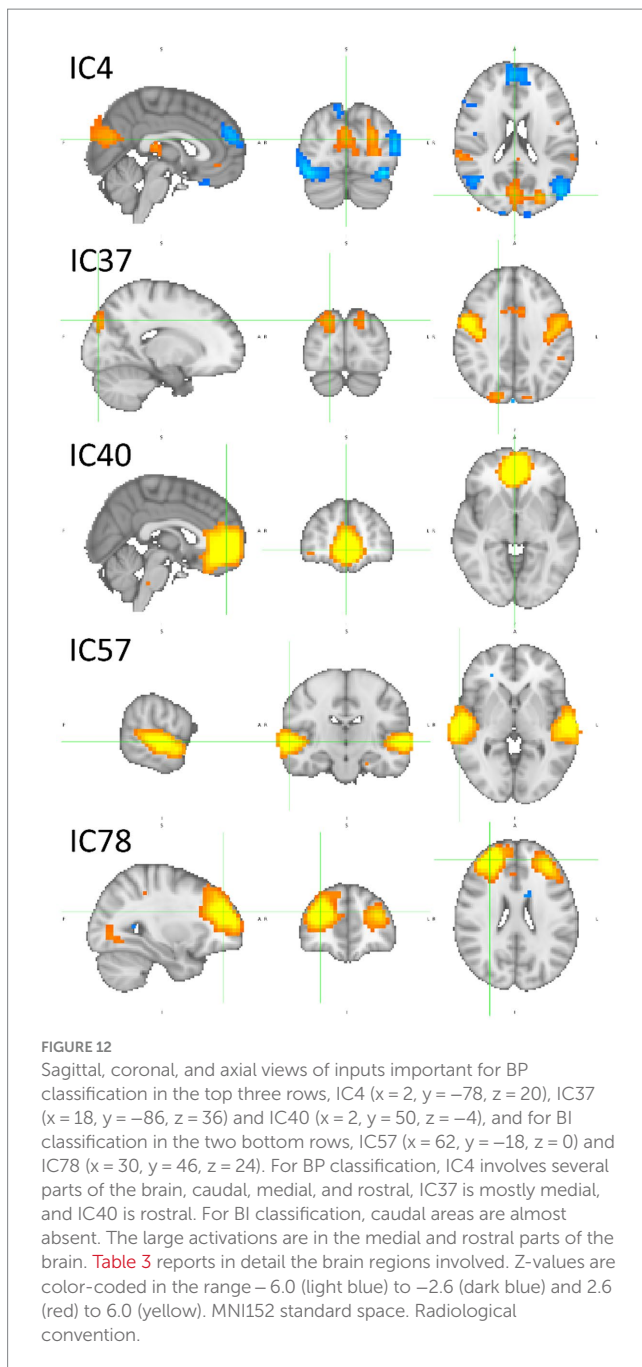 IC4
S
S
A
P
A R
L R
L
IC37
S
S
A
P
A R
L R
L
P
IC40
S
S
A
P
A R
L R
L
IC57
S
S
A
P
A R
L R
L
IC78
S
S
A
P
A R
L R
L
I
I
P
FIGURE 12
Sagittal, coronal, and axial views of inputs important for BP
classification in the top three rows, IC4 (x = 2, y = −78, z = 20), IC37
(x = 18, y = −86, z = 36) and IC40 (x = 2, y = 50, z = −4), and for BI
classification in the two bottom rows, IC57 (x = 62, y = −18, z = 0) and
IC78 (x = 30, y = 46, z = 24). For BP classification, IC4 involves several
parts of the brain, caudal, medial, and rostral, IC37 is mostly medial,
and IC40 is rostral. For BI classification, caudal areas are almost
absent. The large activations are in the medial and rostral parts of the
brain. Table 3 reports in detail the brain regions involved. Z-values are
color-coded in the range – 6.0 (light blue) to −2.6 (dark blue) and 2.6
(red) to 6.0 (yellow). MNI152 standard space. Radiological
convention.